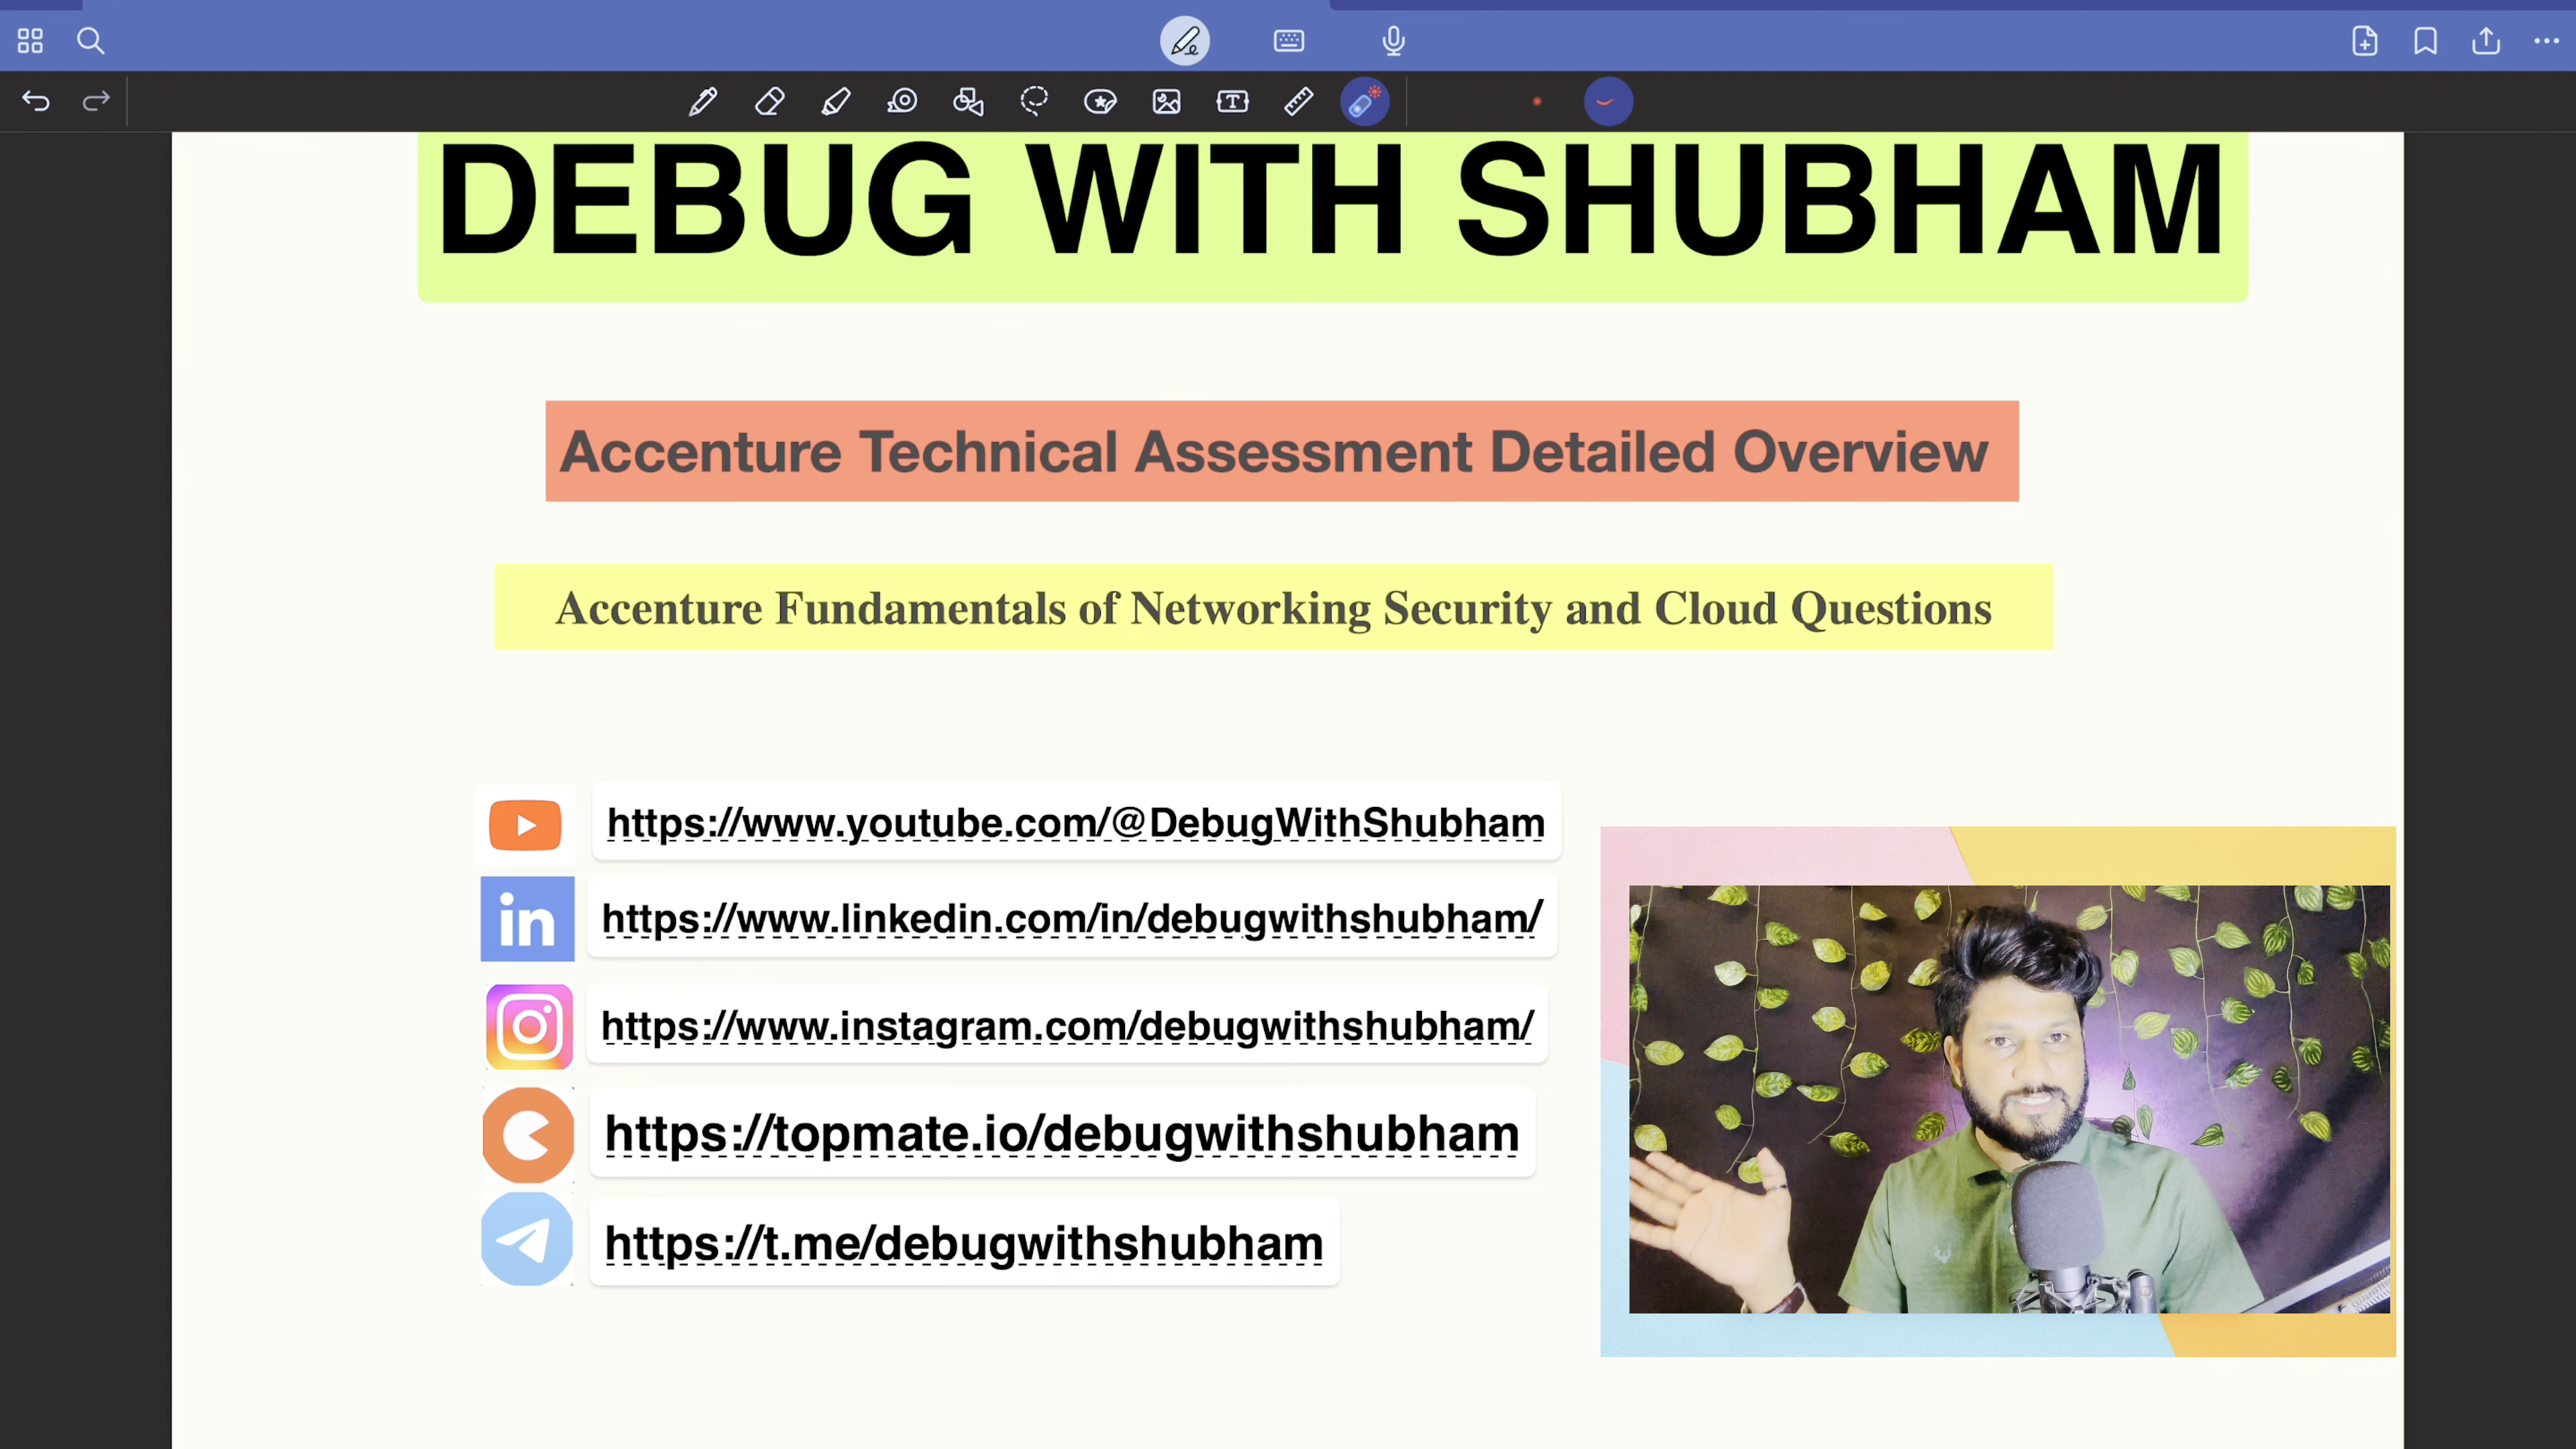 DEBUG WITH SHUBHAM
Accenture Technical Assessment Detailed Overview
Accenture Fundamentals of Networking Security and Cloud Questions
https://www.youtube.com/@DebugWithShubham
in
https://www.linkedin.com/in/debugwithshubham/
https://www.instagram.com/debugwithshubham/
https://topmate.io/debugwithshubham
https://t.me/debugwithshubham